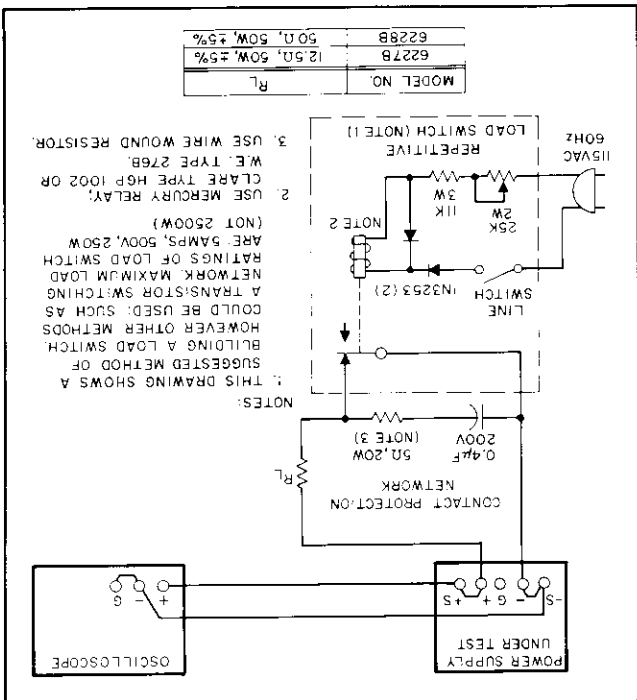 POWER SUPPLY
UNDER TEST
-S - G + +S
OSCILLOSCOPE
+ - G
CONTACT PROTECTION
NETWORK
0.4µF
200V
5Ω, 20W
(NOTE 3)
RL
LINE
SWITCH
1N3253 (2)
NOTE 2
115VAC
60Hz
25K
2W
11K
3W
REPETITIVE
LOAD SWITCH (NOTE 1)
NOTES:
1. THIS DRAWING SHOWS A
SUGGESTED METHOD OF
BUILDING A LOAD SWITCH.
HOWEVER OTHER METHODS
COULD BE USED; SUCH AS
A TRANSISTOR SWITCHING
NETWORK. MAXIMUM LOAD
RATINGS OF LOAD SWITCH
ARE: 5AMPS, 500V, 250W
(NOT 2500W)
2. USE MERCURY RELAY;
CLARE TYPE HGP 1002 OR
W.E. TYPE 276B.
3. USE WIRE WOUND RESISTOR.
MODEL NO. RL
6227B 12.5Ω, 50W, ±5%
6228B 50Ω, 50W, ±5%